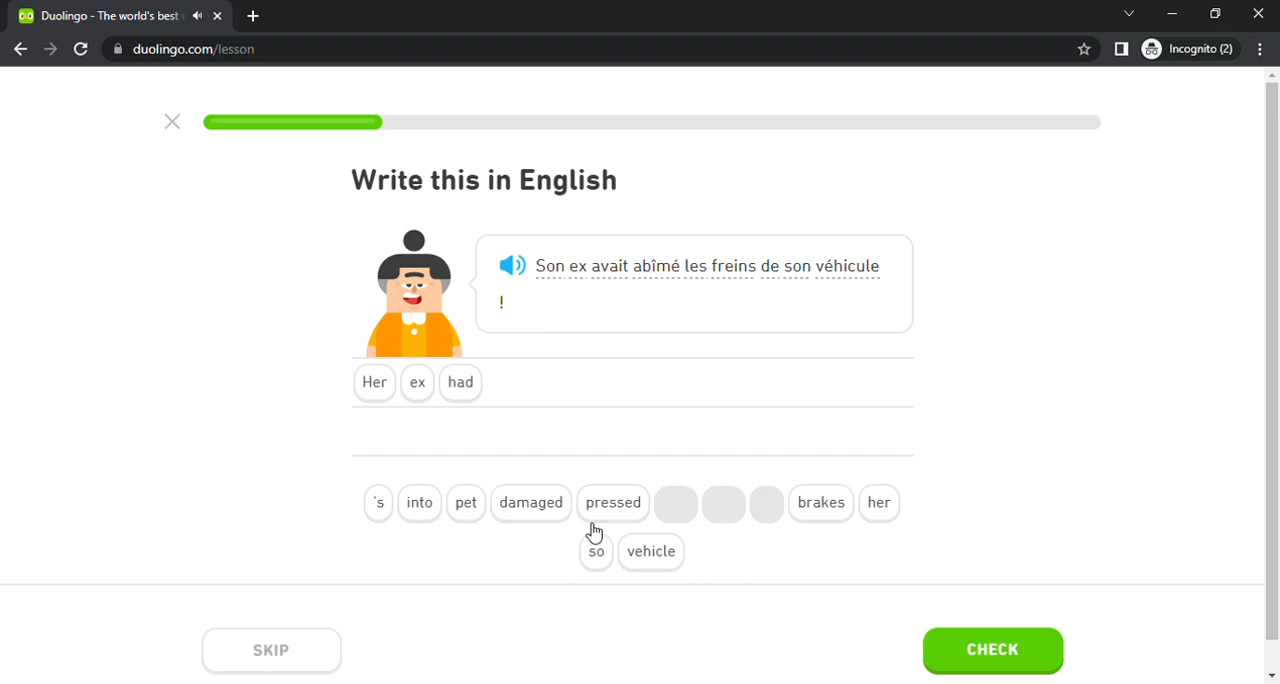 Duolingo - The world's best
duolingo.com/lesson
Incognito (2)
Write this in English
Son ex avait abîmé les freins de son véhicule
!
Her ex had
's into pet damaged pressed brakes her
so vehicle
SKIP CHECK